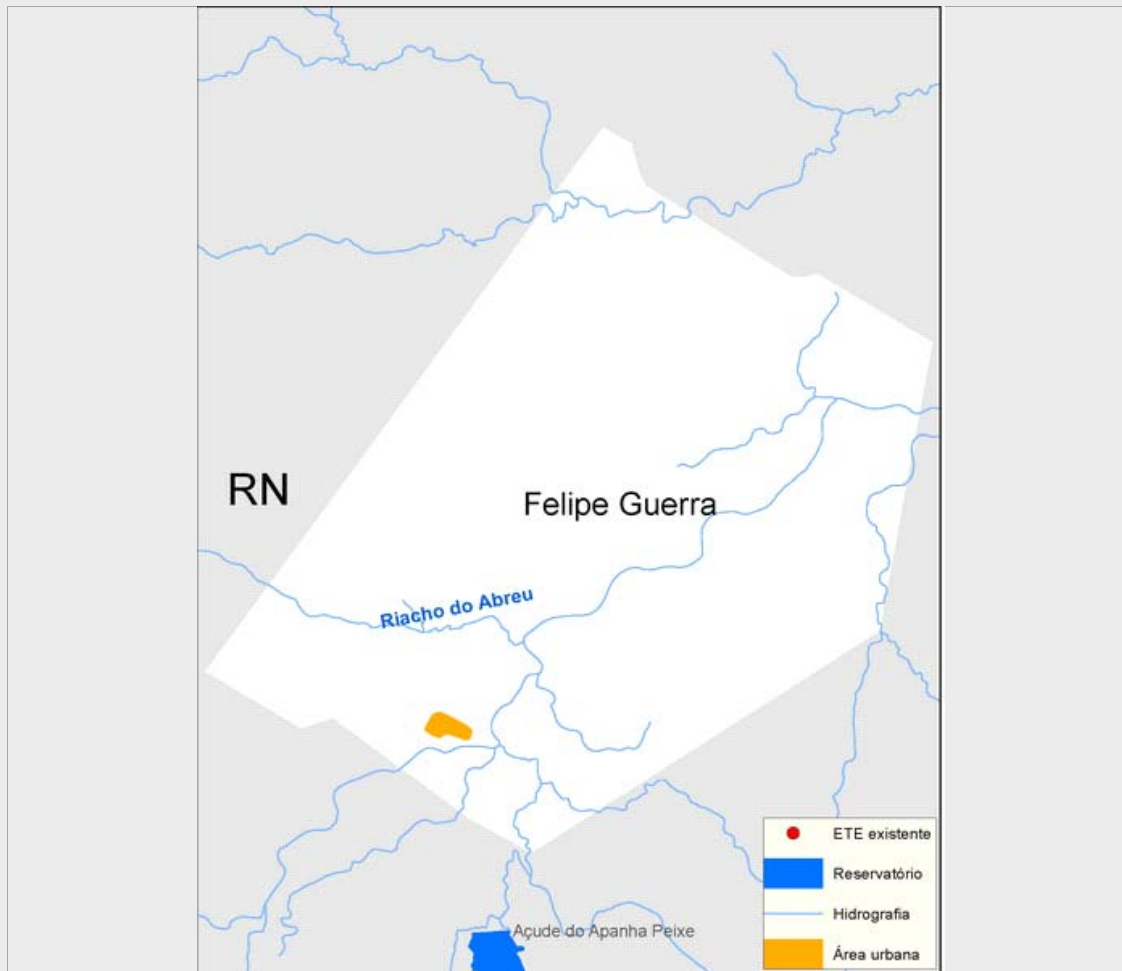 RN
Felipe Guerra
Riacho do Abreu
ETE existente
Reservatório
Hidrografia
Área urbana
Açude do Apanha Peixe